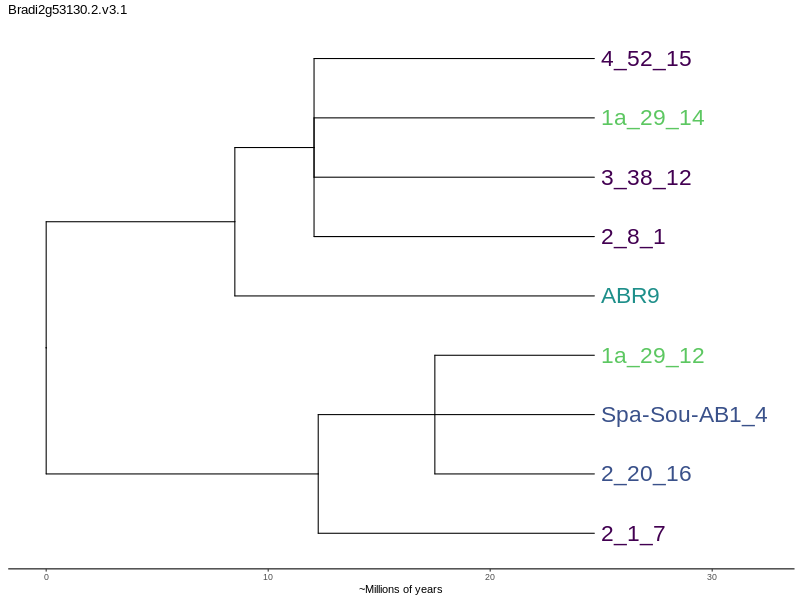 Bradi2g53130.2.v3.1
4_52_15
1a_29_14
3_38_12
2_8_1
ABR9
1a_29_12
Spa-Sou-AB1_4
2_20_16
2_1_7
0 10 20 30
~Millions of years